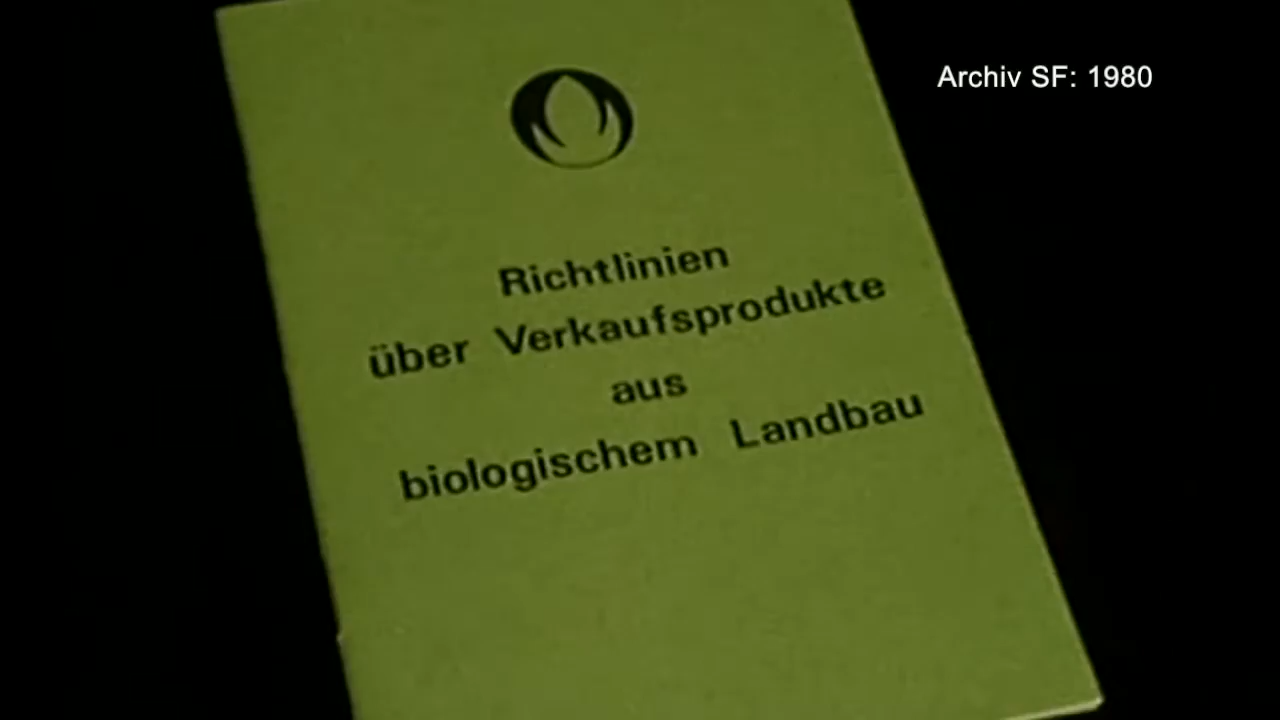 Archiv SF: 1980
Richtlinien
über Verkaufsprodukte
aus
biologischem Landbau